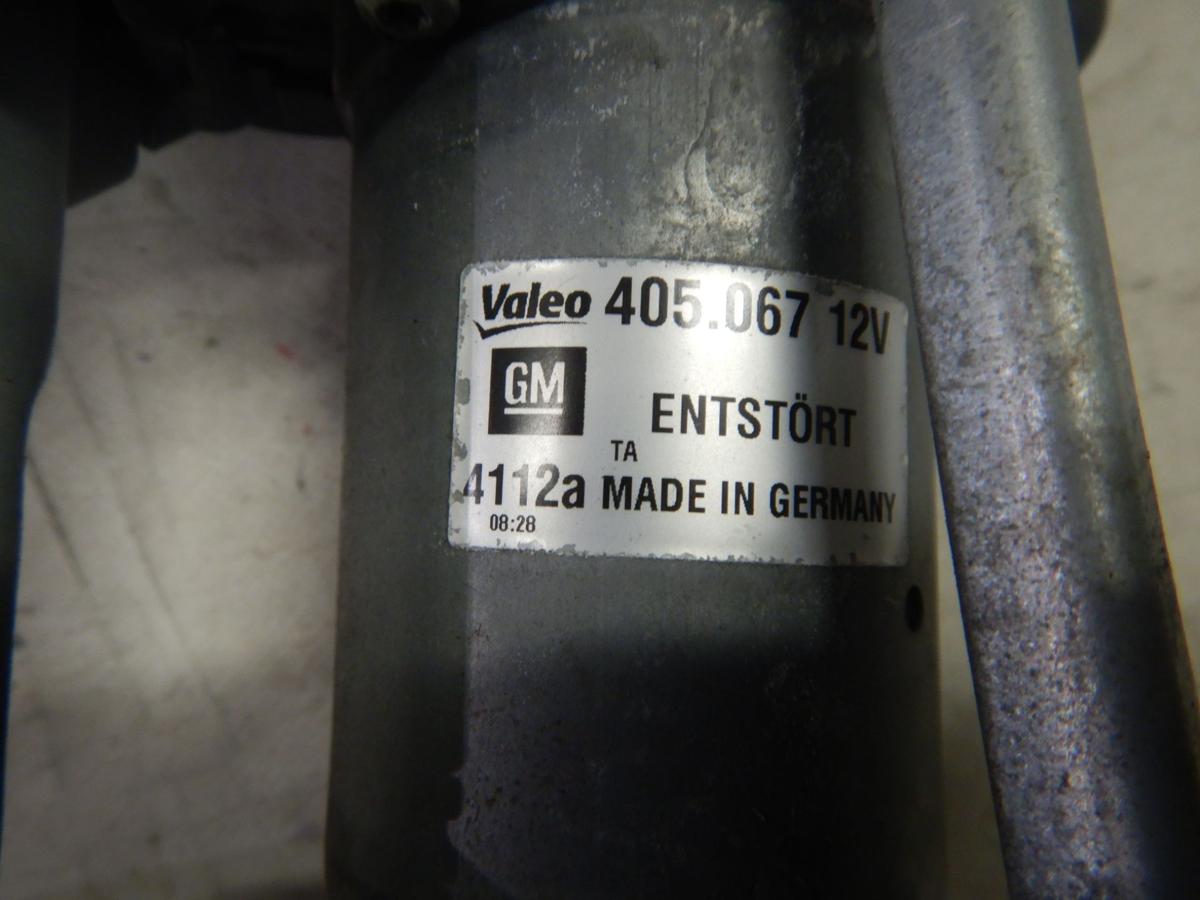 Valeo 405.067 12V
GM
ENTSTÖRT
TA
4112a MADE IN GERMANY
08:28